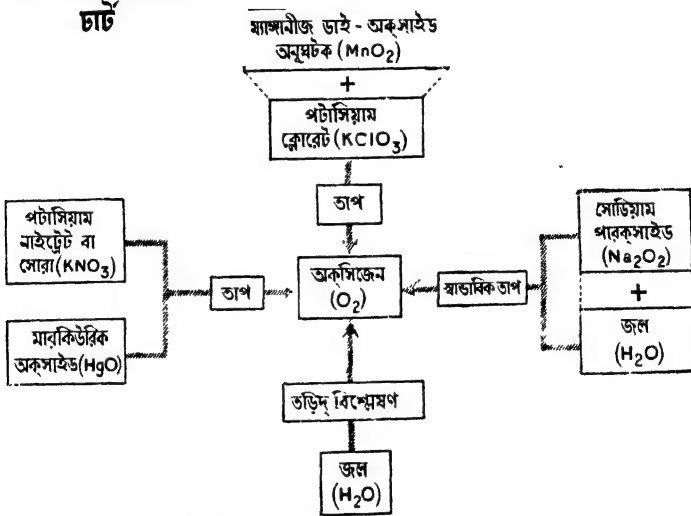 চার্ট
ম্যাঙ্গানীজ ডাই - অক্সাইড
অনুঘটক (MnO₂)
+
পটাসিয়াম
ক্লোরেট (KClO₃)
তাপ
পটাসিয়াম
নাইট্রেট বা
সোরা (KNO₃)
মারকিউরিক
অক্সাইড (HgO)
তাপ
অক্সিজেন
(O₂)
স্বাভাবিক তাপ
সোডিয়াম
পারক্সাইড
(Na₂O₂)
+
জল
(H₂O)
তড়িদ্ বিশ্লেষণ
জল
(H₂O)